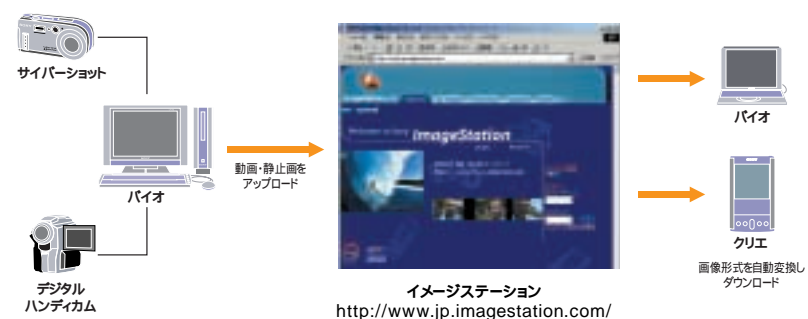 サイバーショット
バイオ
デジタル
ハンディカム
動画・静止画を
アップロード
ImageStation
イメージステーション
http://www.jp.imagestation.com/
バイオ
クリエ
画像形式を自動変換し
ダウンロード